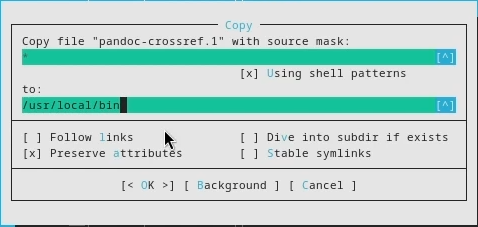 Copy
Copy file "pandoc-crossref.1" with source mask:
* [^]
[x] Using shell patterns
to:
/usr/local/bin [^]
[ ] Follow links [ ] Dive into subdir if exists
[x] Preserve attributes [ ] Stable symlinks
[< OK >] [ Background ] [ Cancel ]